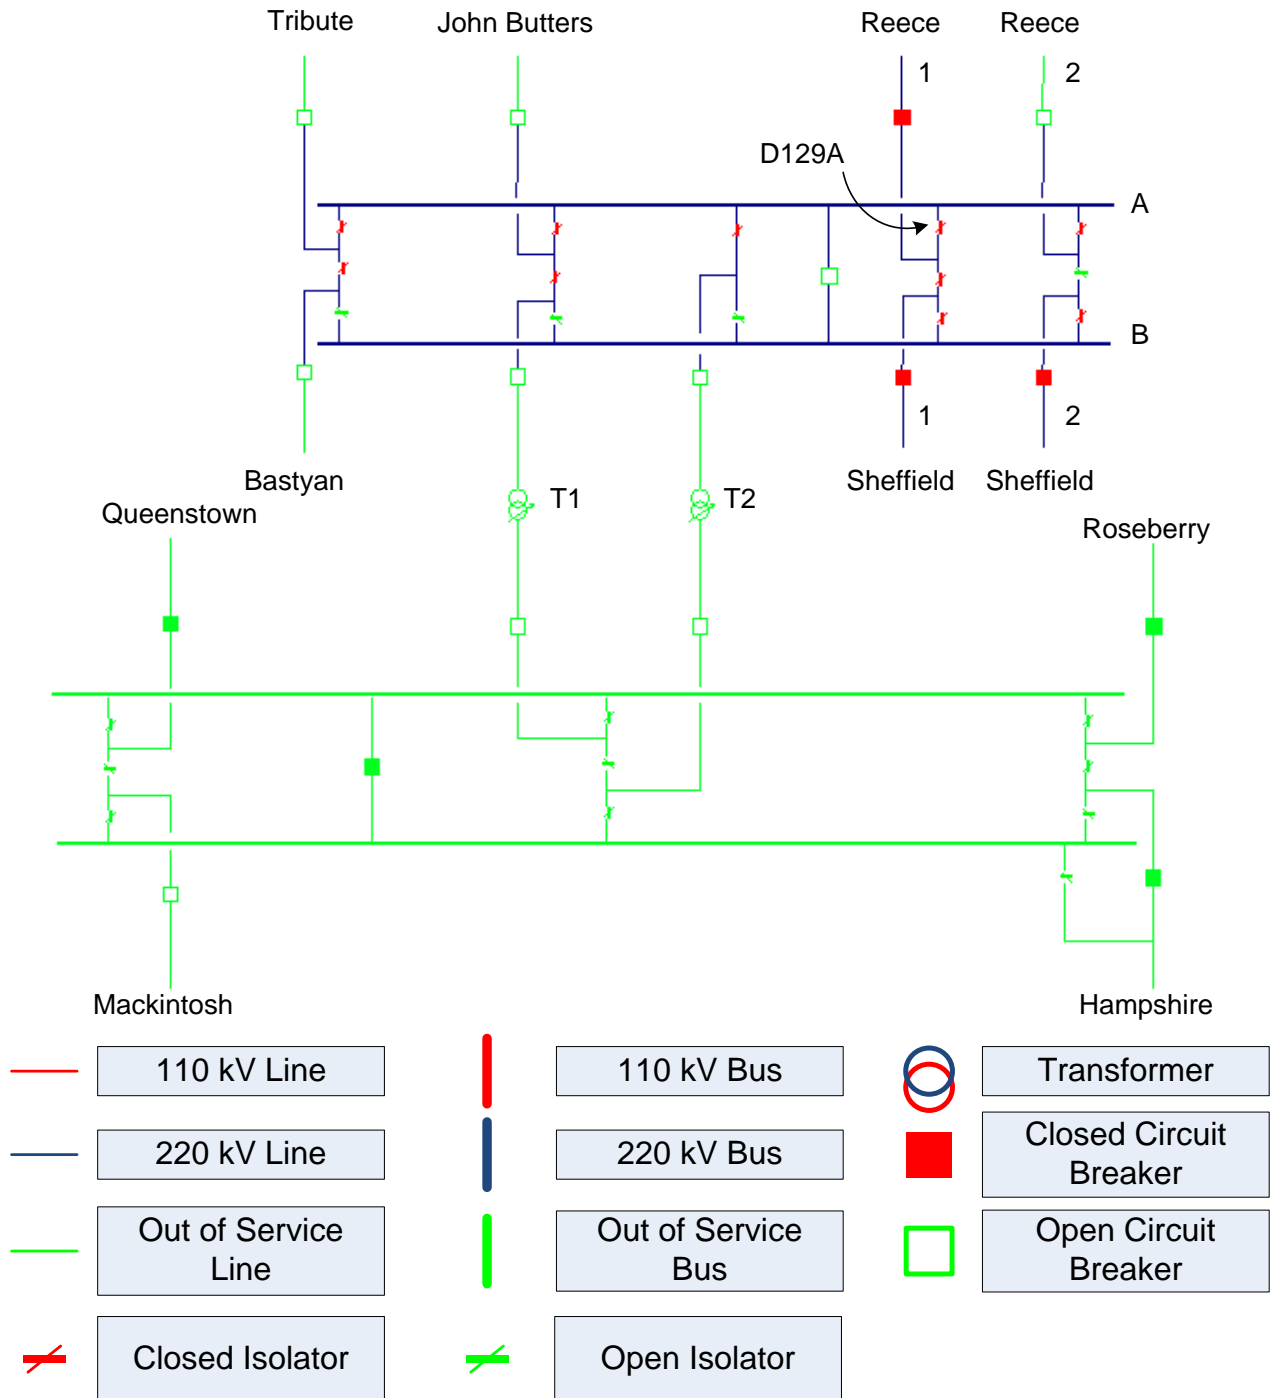 Tribute
John Butters
Reece
Reece
1
2
D129A
A
B
1
2
Bastyan
Sheffield
Sheffield
Queenstown
T1
T2
Roseberry
Mackintosh
Hampshire
110 kV Line
110 kV Bus
Transformer
220 kV Line
220 kV Bus
Closed Circuit
Breaker
Out of Service
Line
Out of Service
Bus
Open Circuit
Breaker
Closed Isolator
Open Isolator